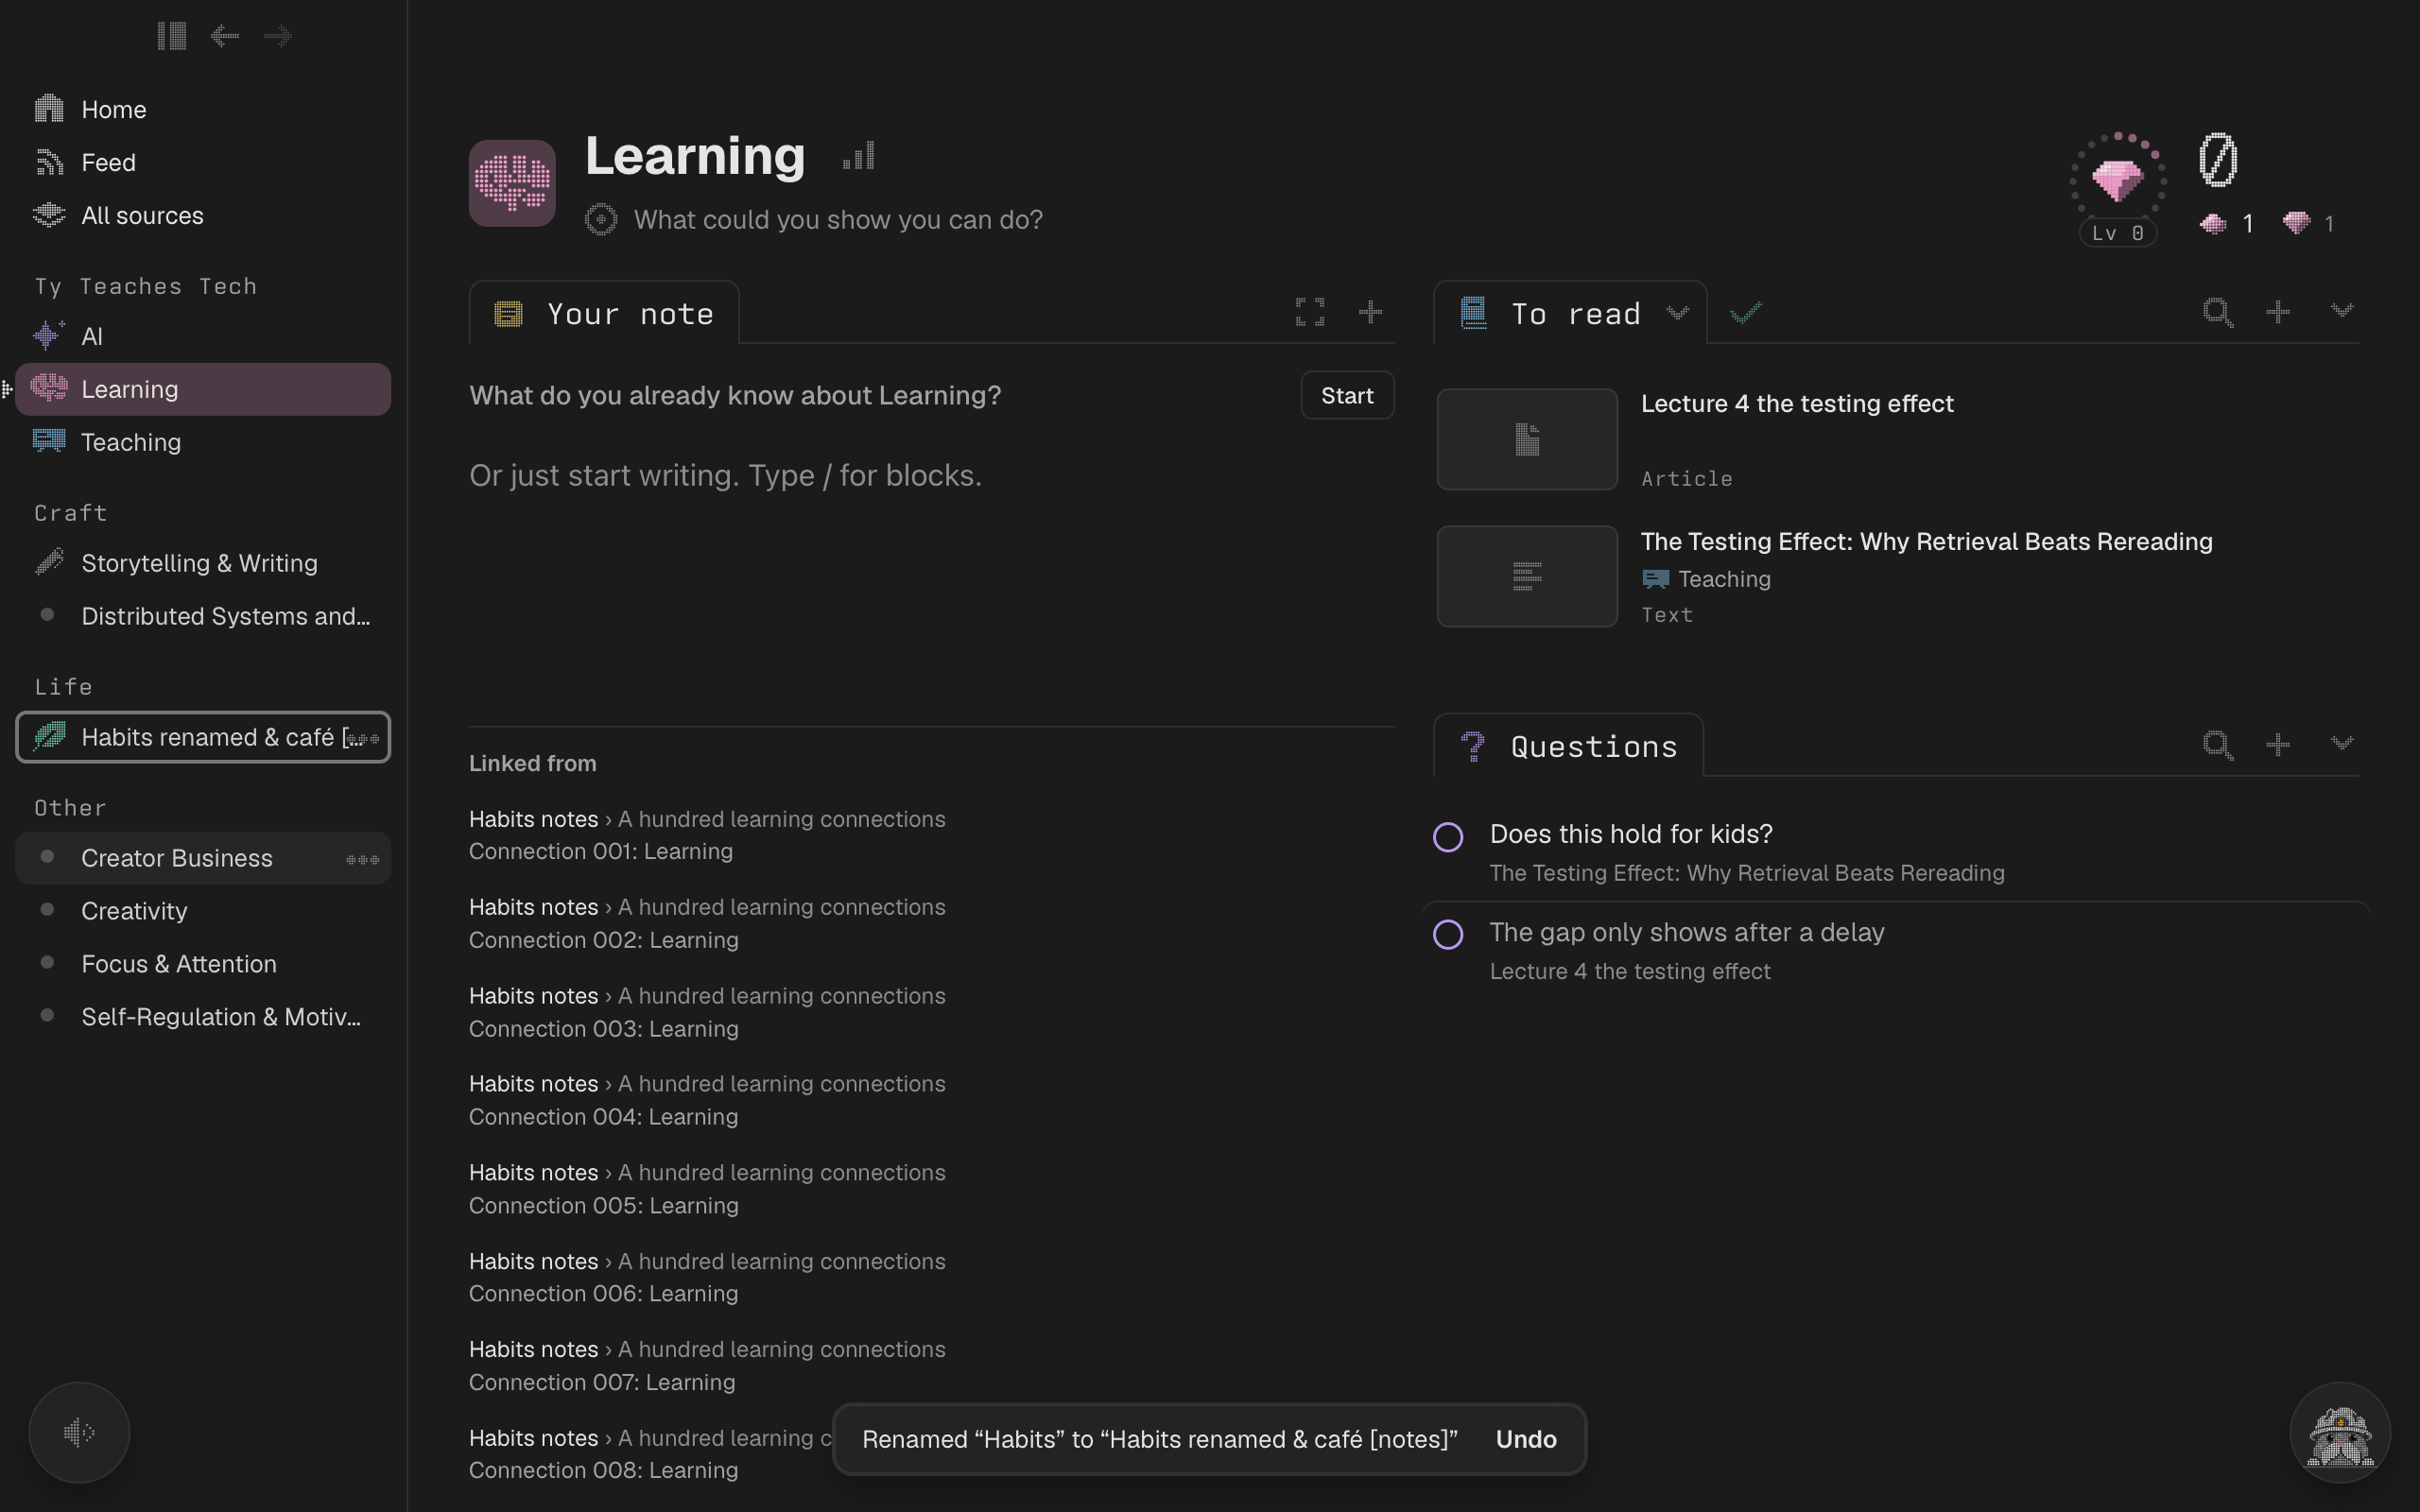 Home
Feed
All sources
Ty Teaches Tech
AI
Learning
Teaching
Craft
Storytelling & Writing
Distributed Systems and...
Life
Habits renamed & café [...
Other
Creator Business
Creativity
Focus & Attention
Self-Regulation & Motiv...
Learning
What could you show you can do?
0
Lv 0
1
1
Your note
What do you already know about Learning?
Start
Or just start writing. Type / for blocks.
Linked from
Habits notes › A hundred learning connections
Connection 001: Learning
Habits notes › A hundred learning connections
Connection 002: Learning
Habits notes › A hundred learning connections
Connection 003: Learning
Habits notes › A hundred learning connections
Connection 004: Learning
Habits notes › A hundred learning connections
Connection 005: Learning
Habits notes › A hundred learning connections
Connection 006: Learning
Habits notes › A hundred learning connections
Connection 007: Learning
Habits notes › A hundred learning c
Connection 008: Learning
To read
Lecture 4 the testing effect
Article
The Testing Effect: Why Retrieval Beats Rereading
Teaching
Text
? Questions
Does this hold for kids?
The Testing Effect: Why Retrieval Beats Rereading
The gap only shows after a delay
Lecture 4 the testing effect
Renamed “Habits” to “Habits renamed & café [notes]”
Undo